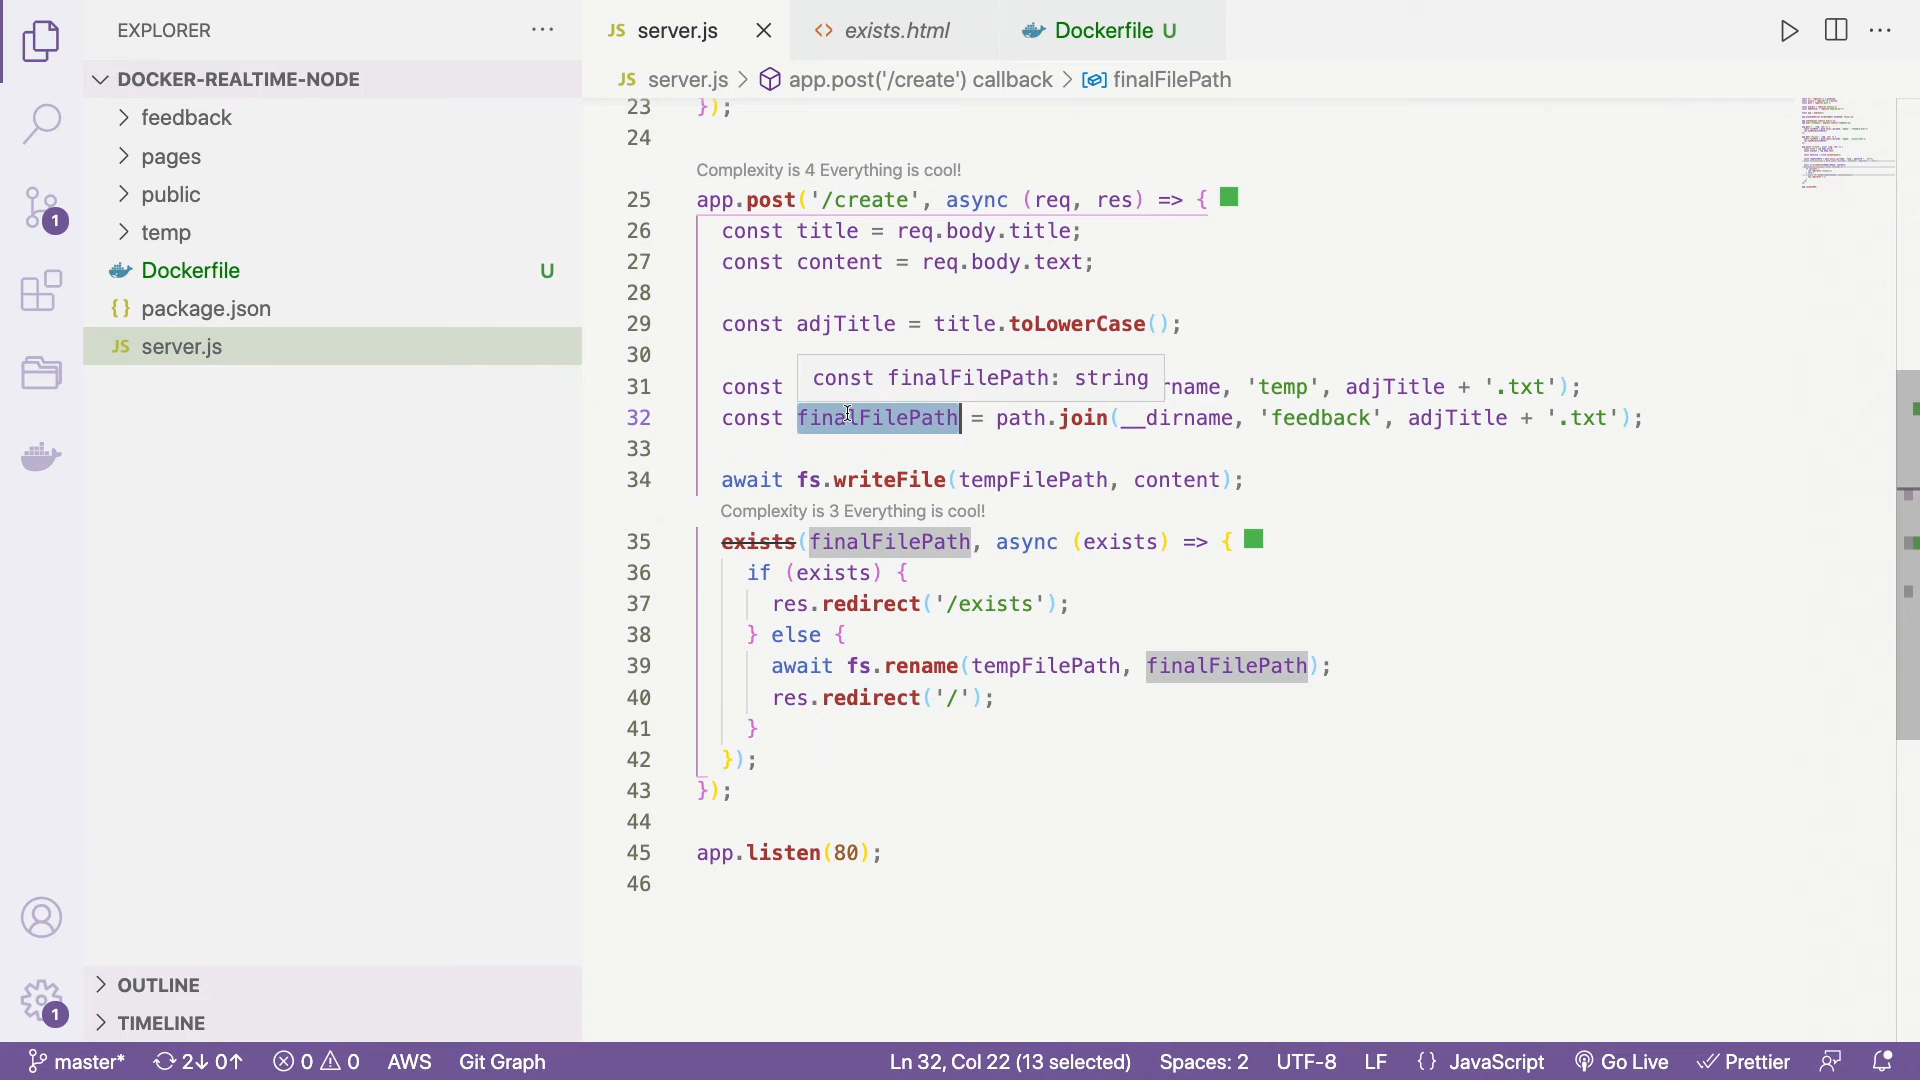 EXPLORER
DOCKER-REALTIME-NODE
feedback
pages
public
temp
Dockerfile U
package.json
JS server.js
OUTLINE
TIMELINE
1
1
JS server.js
exists.html
Dockerfile U
JS server.js > app.post('/create') callback > finalFilePath
23 });
24
Complexity is 4 Everything is cool!
25 app.post('/create', async (req, res) => {
26 const title = req.body.title;
27 const content = req.body.text;
28
29 const adjTitle = title.toLowerCase();
30
const finalFilePath: string
31 const rname, 'temp', adjTitle + '.txt');
32 const finalFilePath = path.join(__dirname, 'feedback', adjTitle + '.txt');
33
34 await fs.writeFile(tempFilePath, content);
Complexity is 3 Everything is cool!
35 exists(finalFilePath, async (exists) => {
36 if (exists) {
37 res.redirect('/exists');
38 } else {
39 await fs.rename(tempFilePath, finalFilePath);
40 res.redirect('/');
41 }
42 });
43 });
44
45 app.listen(80);
46
master* 2↓ 0↑ 0 0 AWS Git Graph Ln 32, Col 22 (13 selected) Spaces: 2 UTF-8 LF {} JavaScript Go Live Prettier